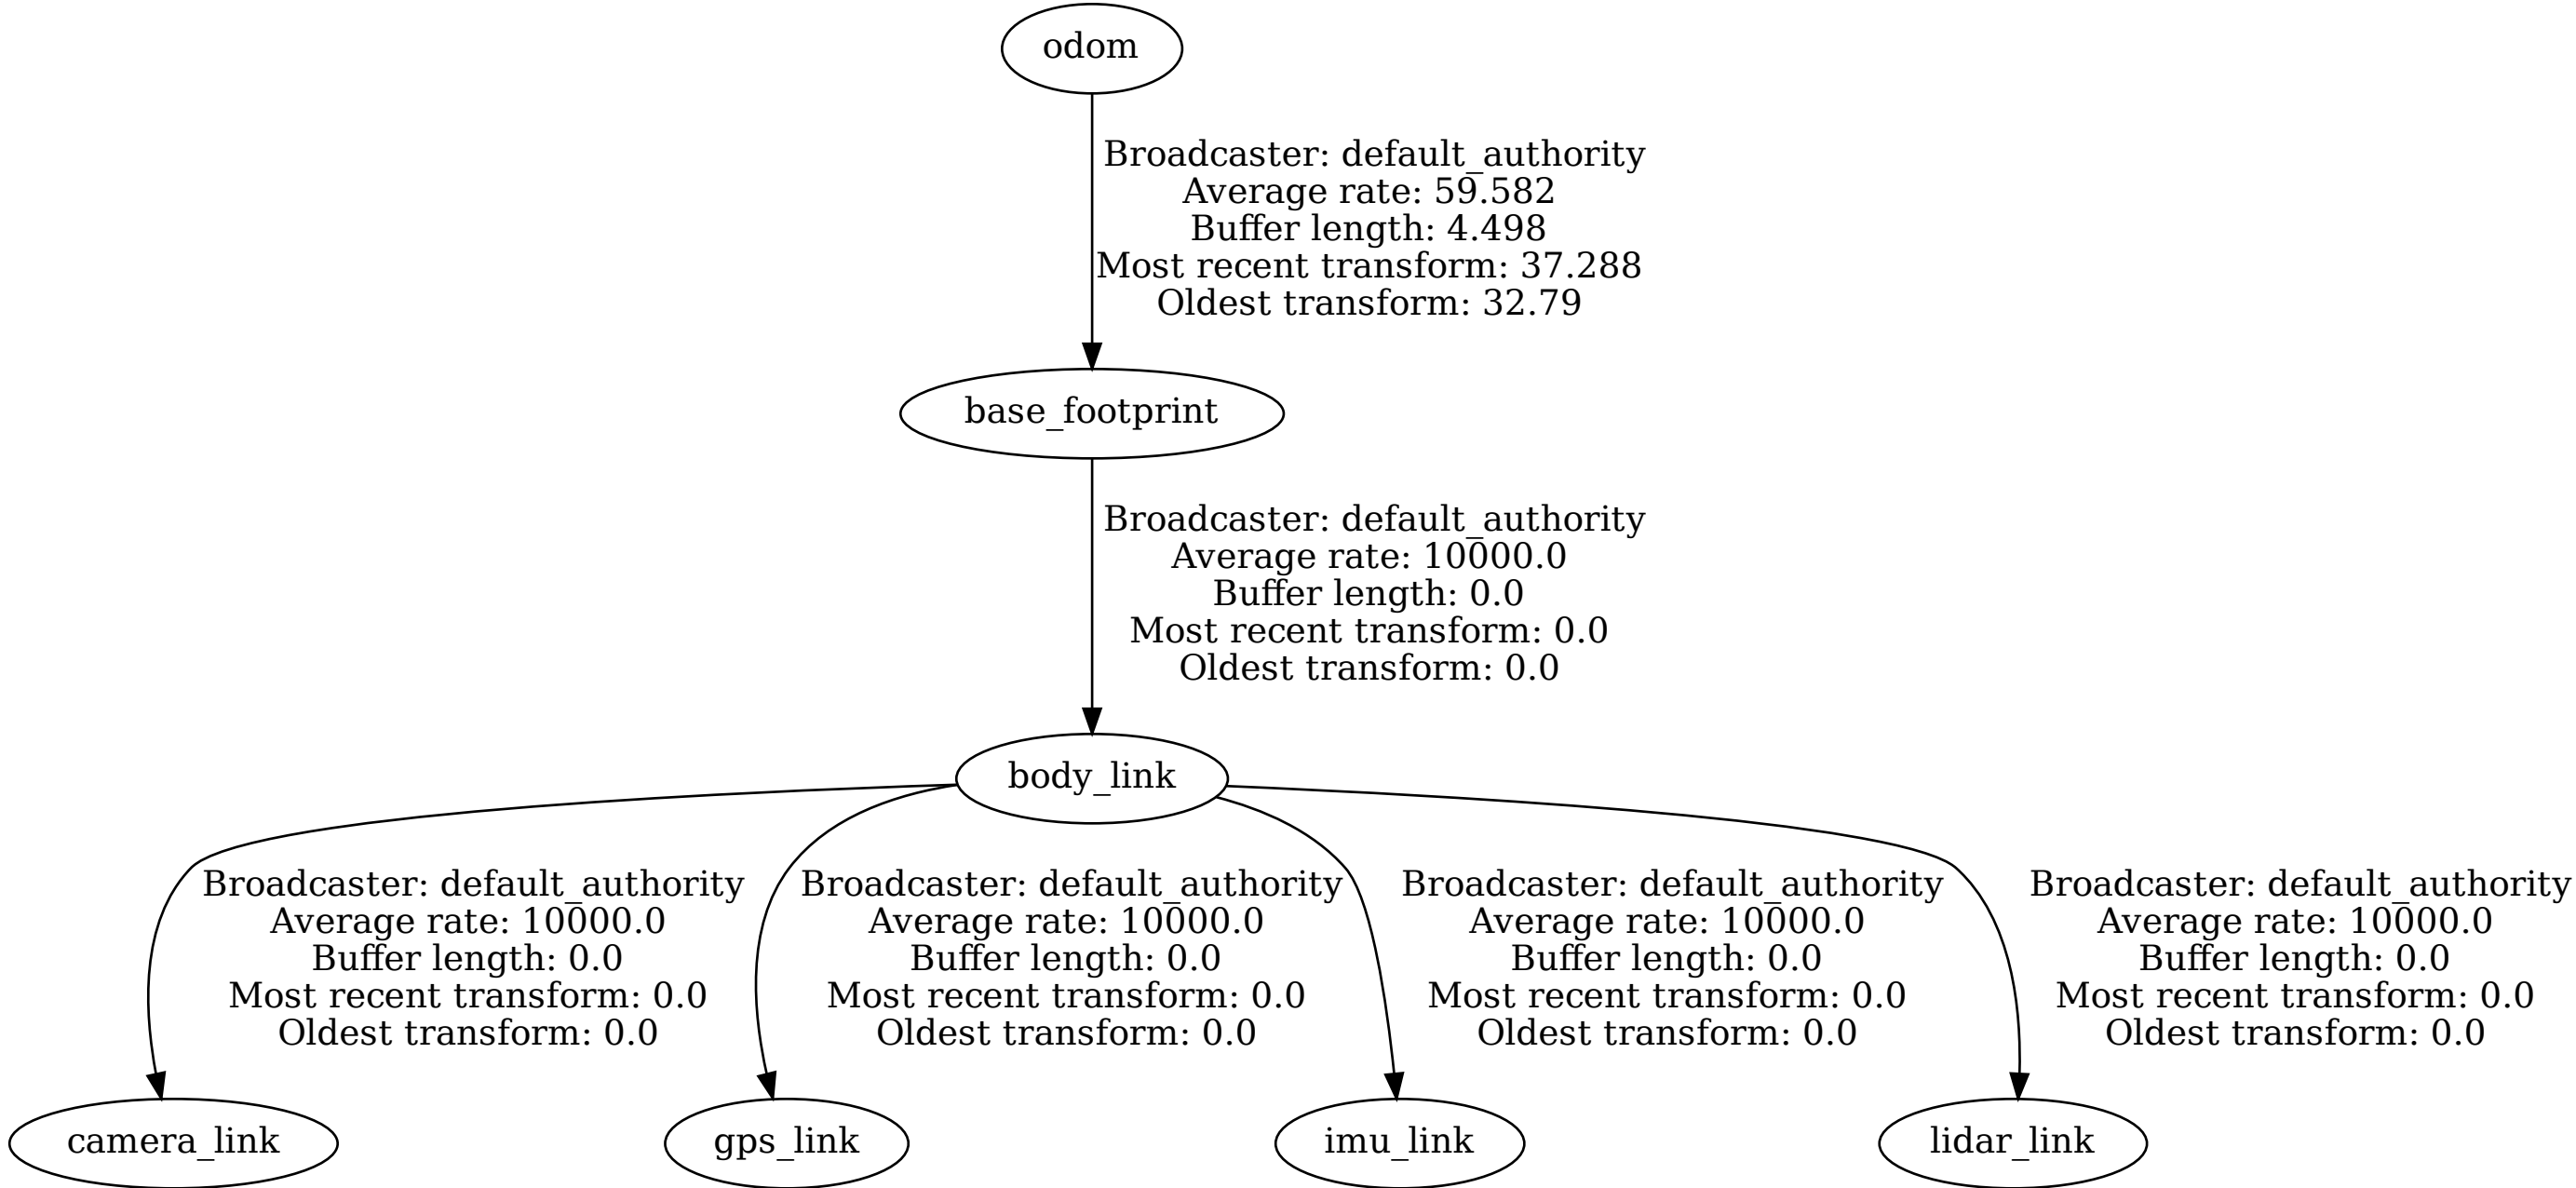 odom
Broadcaster: default_authority
Average rate: 59.582
Buffer length: 4.498
Most recent transform: 37.288
Oldest transform: 32.79
base_footprint
Broadcaster: default_authority
Average rate: 10000.0
Buffer length: 0.0
Most recent transform: 0.0
Oldest transform: 0.0
body_link
Broadcaster: default_authority
Average rate: 10000.0
Buffer length: 0.0
Most recent transform: 0.0
Oldest transform: 0.0
Broadcaster: default_authority
Average rate: 10000.0
Buffer length: 0.0
Most recent transform: 0.0
Oldest transform: 0.0
Broadcaster: default_authority
Average rate: 10000.0
Buffer length: 0.0
Most recent transform: 0.0
Oldest transform: 0.0
Broadcaster: default_authority
Average rate: 10000.0
Buffer length: 0.0
Most recent transform: 0.0
Oldest transform: 0.0
camera_link
gps_link
imu_link
lidar_link